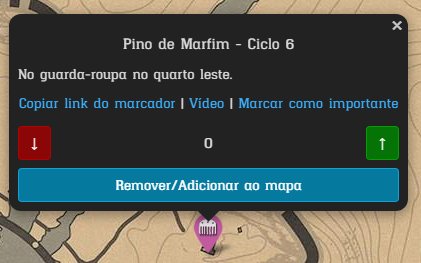 ×
Pino de Marfim - Ciclo 6
No guarda-roupa no quarto leste.
Copiar link do marcador | Vídeo | Marcar como importante
↓ 0 ↑
Remover/Adicionar ao mapa